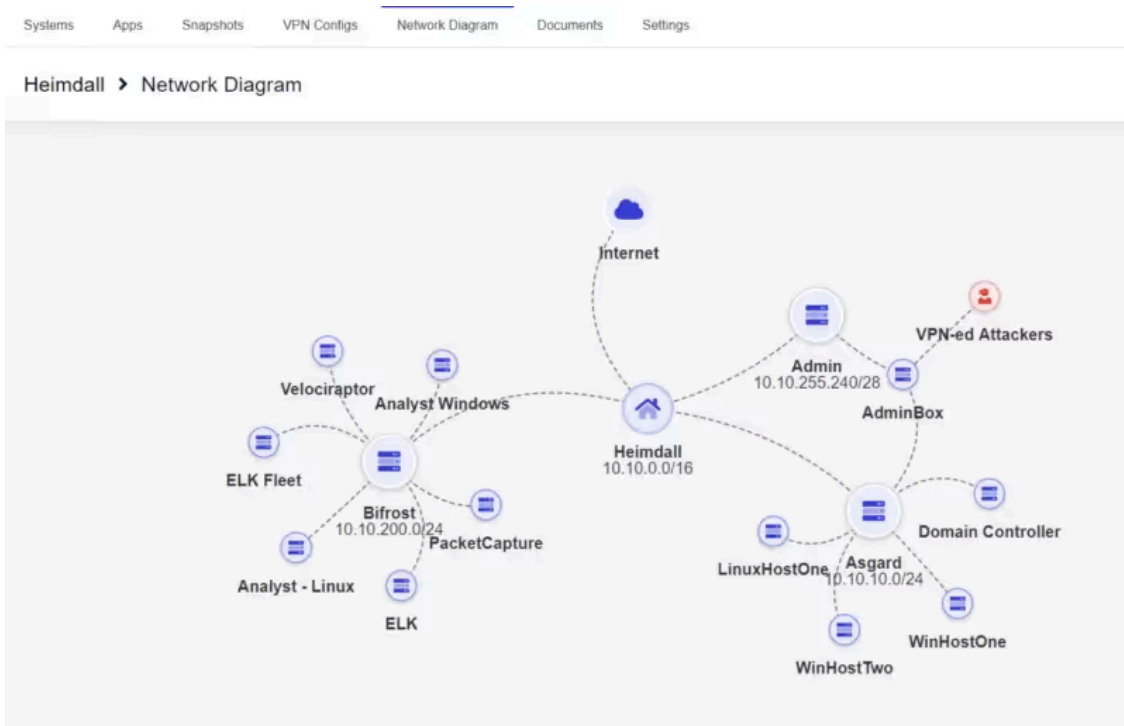 Systems Apps Snapshots VPN Configs Network Diagram Documents Settings
Heimdall > Network Diagram
Internet
VPN-ed Attackers
Admin
10.10.255.240/28
Velociraptor
Analyst Windows
AdminBox
Heimdall
10.10.0.0/16
ELK Fleet
Bifrost
10.10.200.0/24
PacketCapture
Domain Controller
LinuxHostOne
Asgard
10.10.10.0/24
Analyst - Linux
ELK
WinHostOne
WinHostTwo